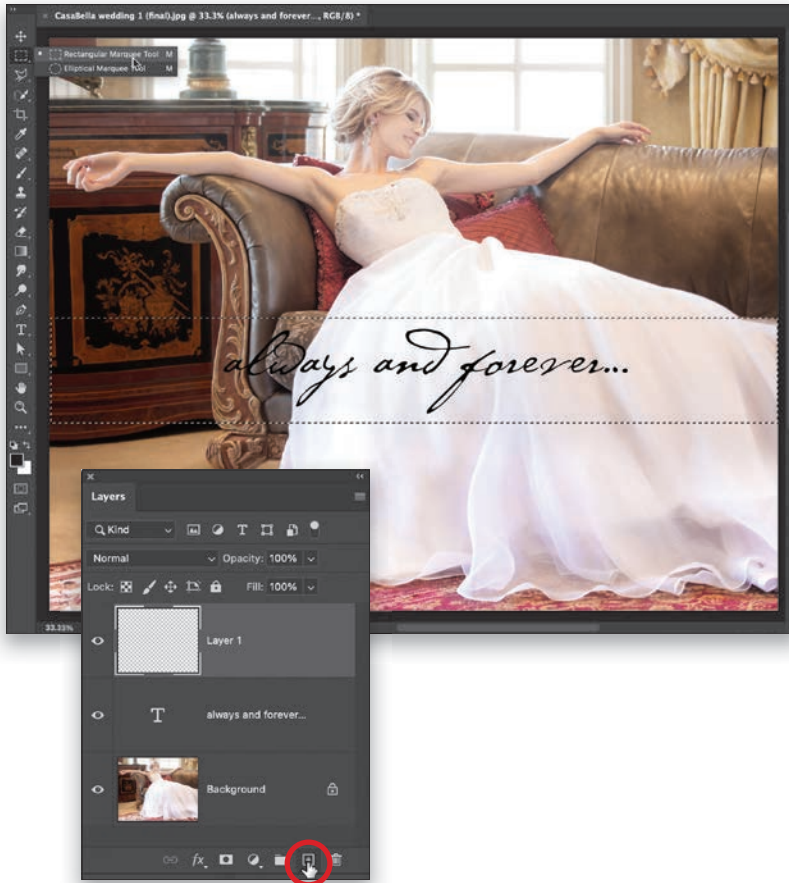 CasaBella wedding 1 (final).jpg @ 33.3% (always and forever..., RGB/8) *
Rectangular Marquee Tool M
Elliptical Marquee Tool M
always and forever...
33.33%
Layers
Kind
Normal
Opacity: 100%
Lock:
Fill: 100%
Layer 1
T always and forever...
Background
fx